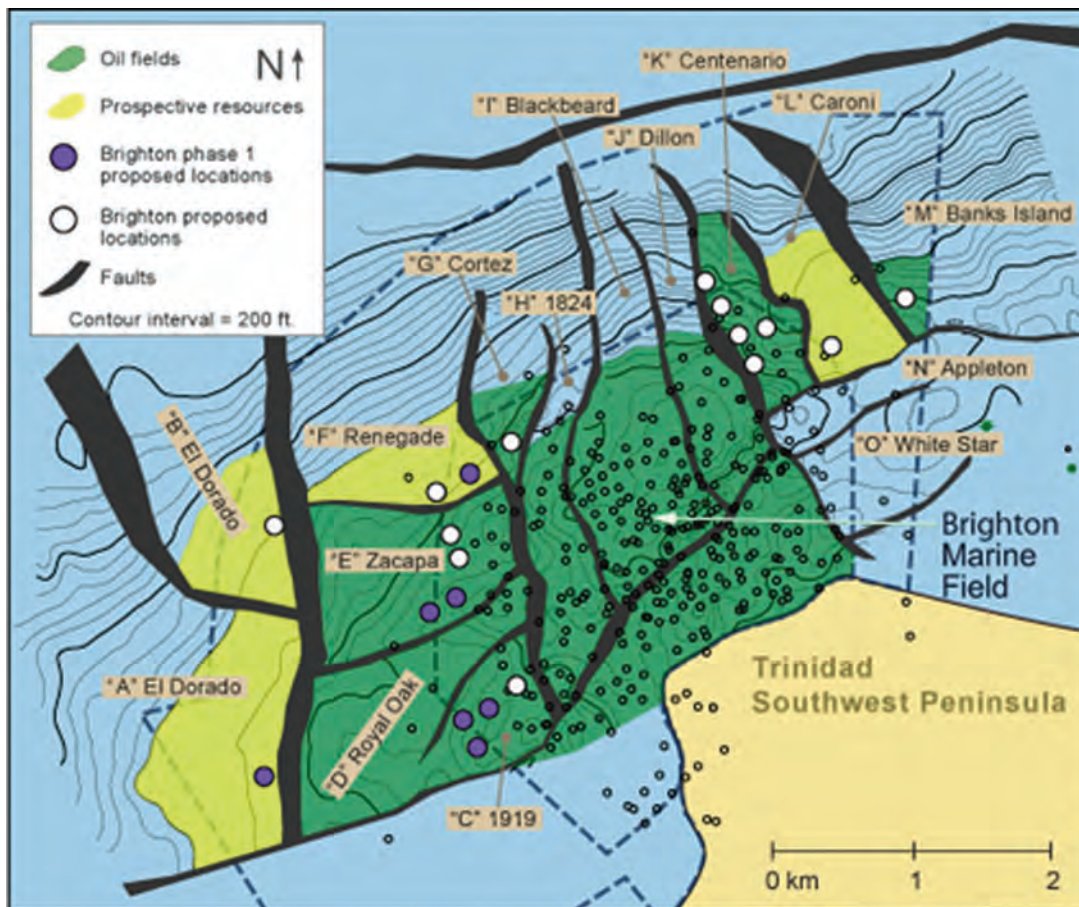 Oil fields
N
Prospective resources
Brighton phase 1
proposed locations
Brighton proposed
locations
Faults
Contour interval = 200 ft.
"K" Centenario
"I" Blackbeard
"L" Caroni
"J" Dillon
"M" Banks Island
"G" Cortez
"H" 1824
"N" Appleton
"F" Renegade
"B" El Dorado
"O" White Star
"E" Zacapa
Brighton
Marine
Field
"A" El Dorado
Trinidad
Southwest Peninsula
"D" Royal Oak
"C" 1919
0 km
1
2